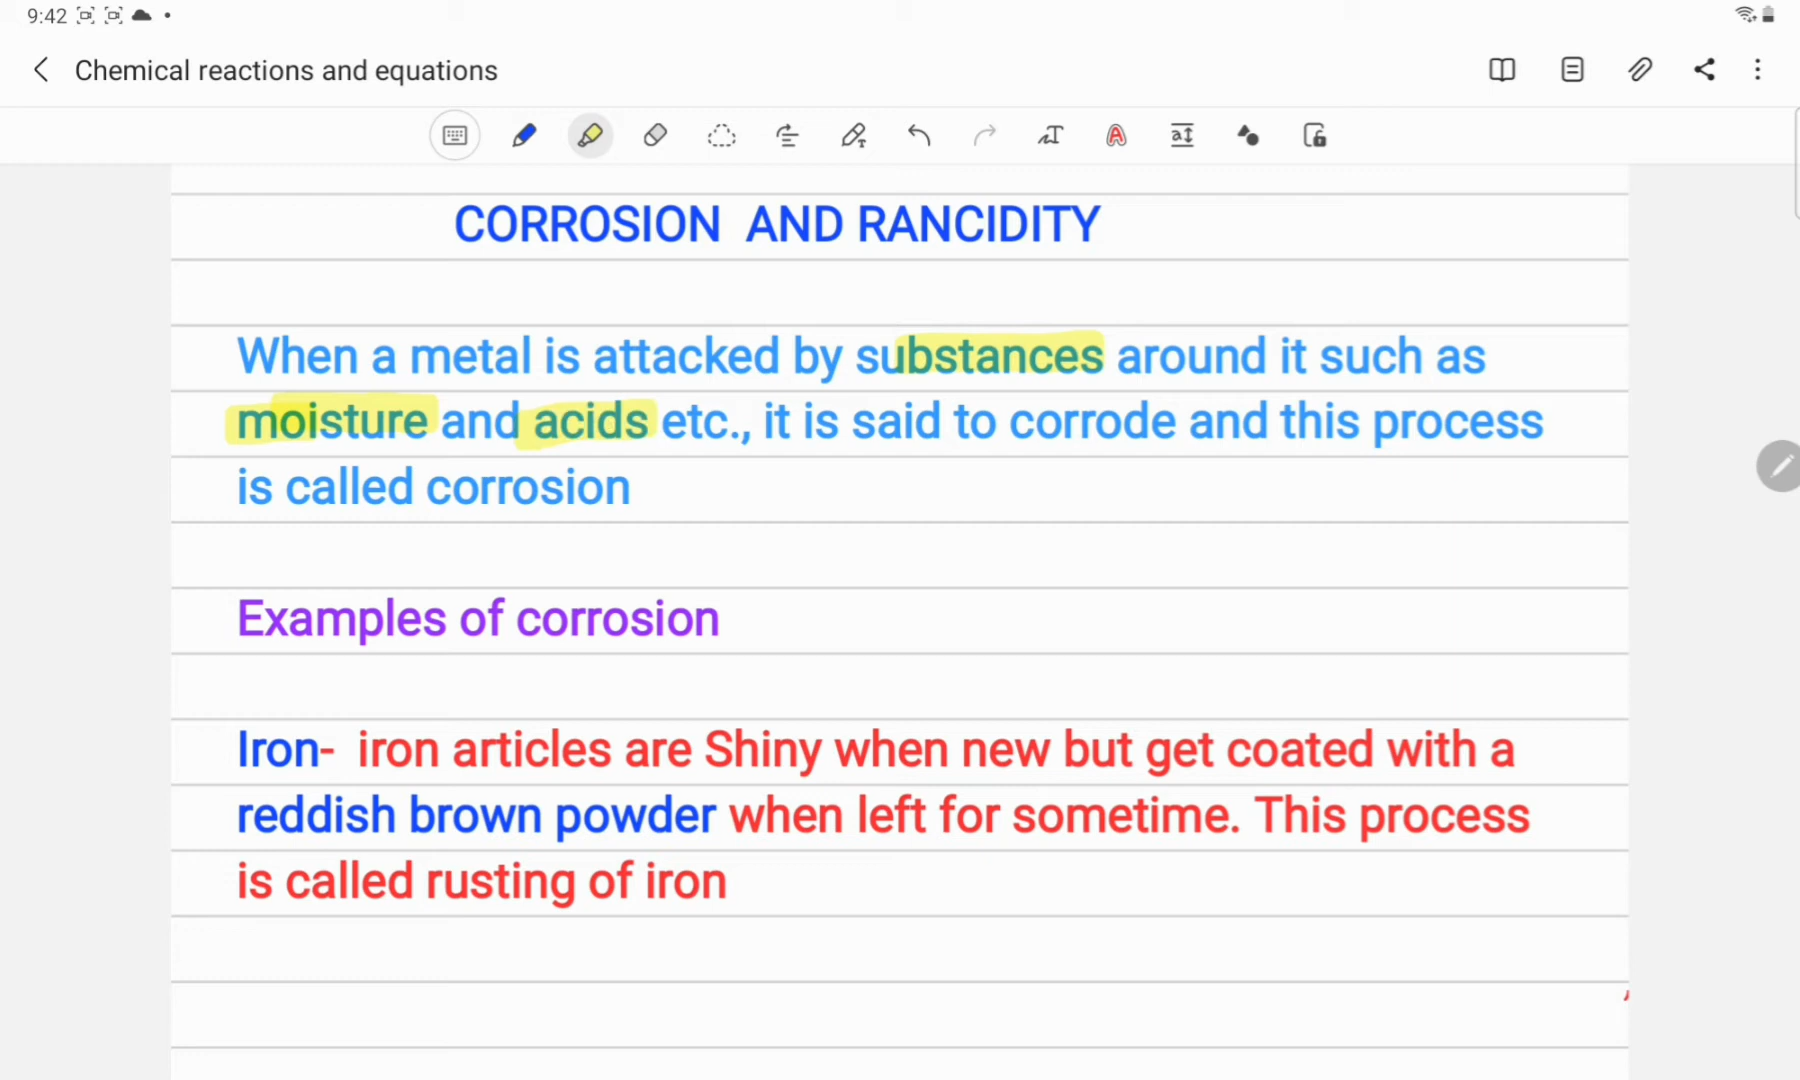 9:42
Chemical reactions and equations
CORROSION AND RANCIDITY
When a metal is attacked by substances around it such as
moisture and acids etc., it is said to corrode and this process
is called corrosion
Examples of corrosion
Iron- iron articles are Shiny when new but get coated with a
reddish brown powder when left for sometime. This process
is called rusting of iron